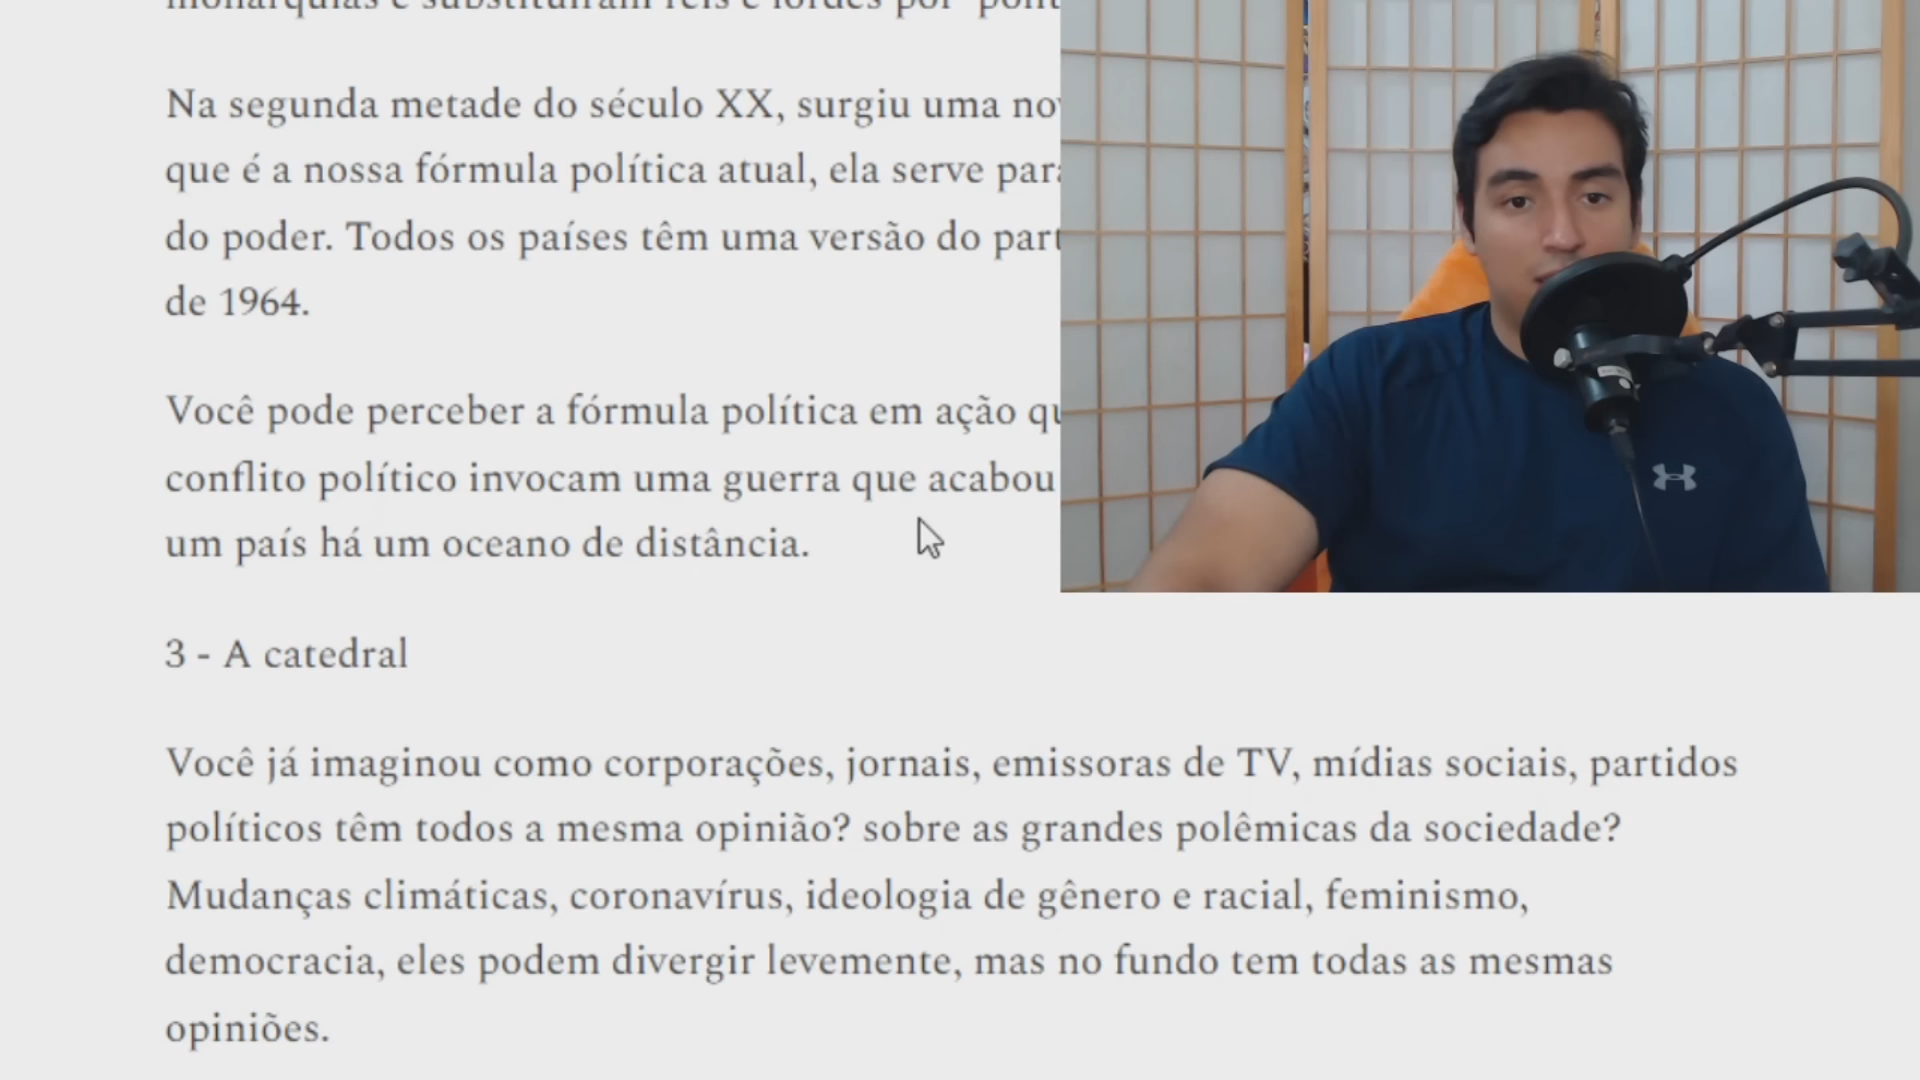 Na segunda metade do século XX, surgiu uma
que é a nossa fórmula política atual, ela serve
do poder. Todos os países têm uma versão do
de 1964.
Você pode perceber a fórmula política em ação
conflito político invocam uma guerra que acabou
um país há um oceano de distância.
3 - A catedral
Você já imaginou como corporações, jornais, emissoras de TV, mídias sociais, partidos
políticos têm todos a mesma opinião? sobre as grandes polêmicas da sociedade?
Mudanças climáticas, coronavírus, ideologia de gênero e racial, feminismo,
democracia, eles podem divergir levemente, mas no fundo tem todas as mesmas
opiniões.